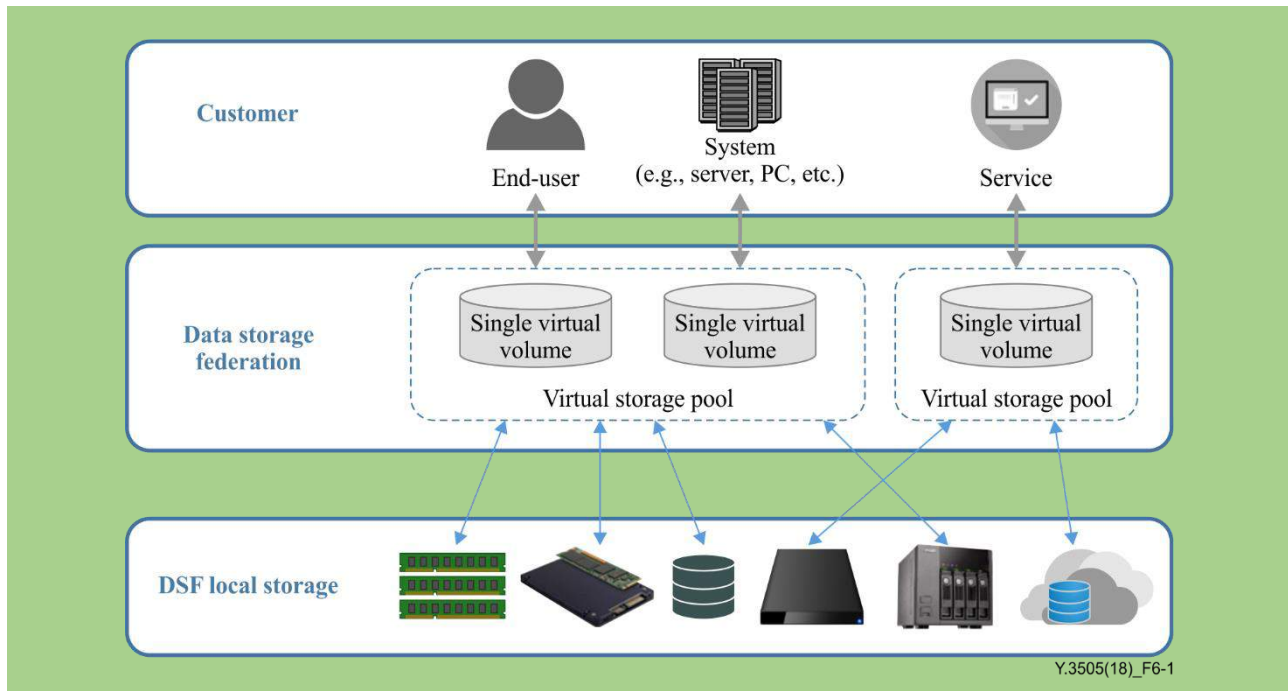 Customer
End-user
System
(e.g., server, PC, etc.)
Service
Data storage
federation
Single virtual
volume
Single virtual
volume
Virtual storage pool
Single virtual
volume
Virtual storage pool
DSF local storage
Y.3505(18)_F6-1